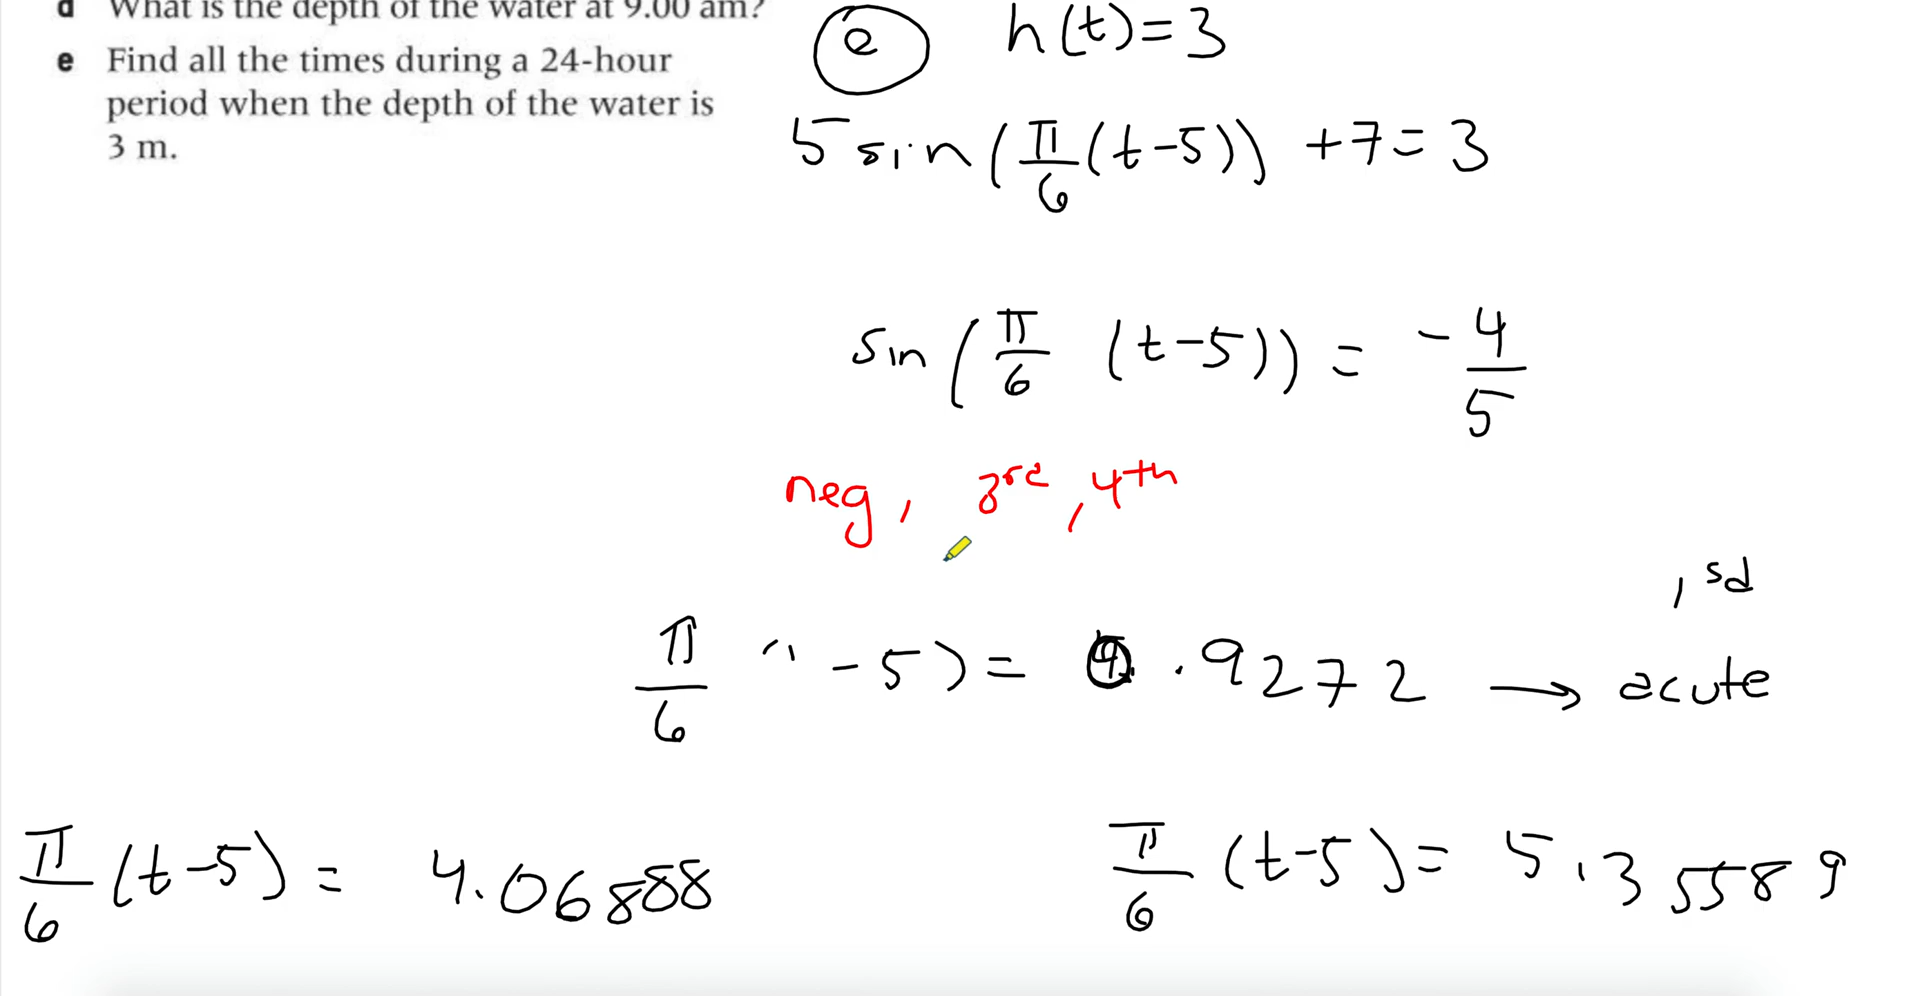 d What is the depth of the water at 9.00 am?
e Find all the times during a 24-hour
period when the depth of the water is
3 m.
e h(t)=3
5 sin(π/6(t-5)) +7=3
sin(π/6 (t-5)) = -4/5
neg, 3rd, 4th
, sd
π/6 -5) = .9272 → acute
π/6(t-5) = 4.06888
π/6(t-5) = 5.35589